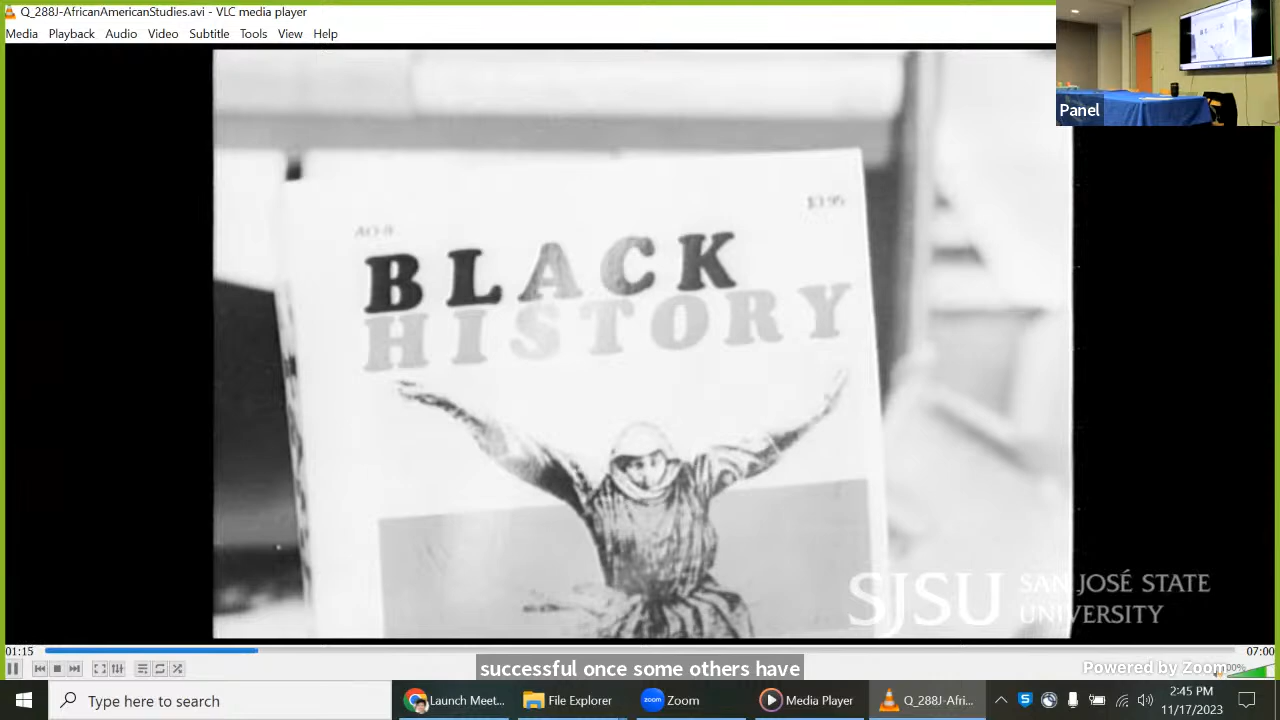 Q_288J-AfricanAmericanStudies.avi - VLC media player
Media Playback Audio Video Subtitle Tools View Help
Panel
$3.95
BLACK
HISTORY
SJSU SAN JOSÉ STATE
UNIVERSITY
01:15
07:00
successful once some others have
Powered by Zoom
Type here to search
Launch Meet...
File Explorer
Zoom
Media Player
Q_288J-Afri...
2:45 PM
11/17/2023